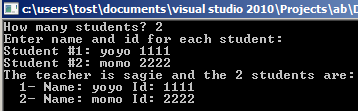 c:\users\tost\documents\visual studio 2010\Projects\ab\D
How many students? 2
Enter name and id for each student:
Student #1: yoyo 1111
Student #2: momo 2222
The teacher is sagie and the 2 students are:
  1- Name: yoyo Id: 1111
  2- Name: momo Id: 2222